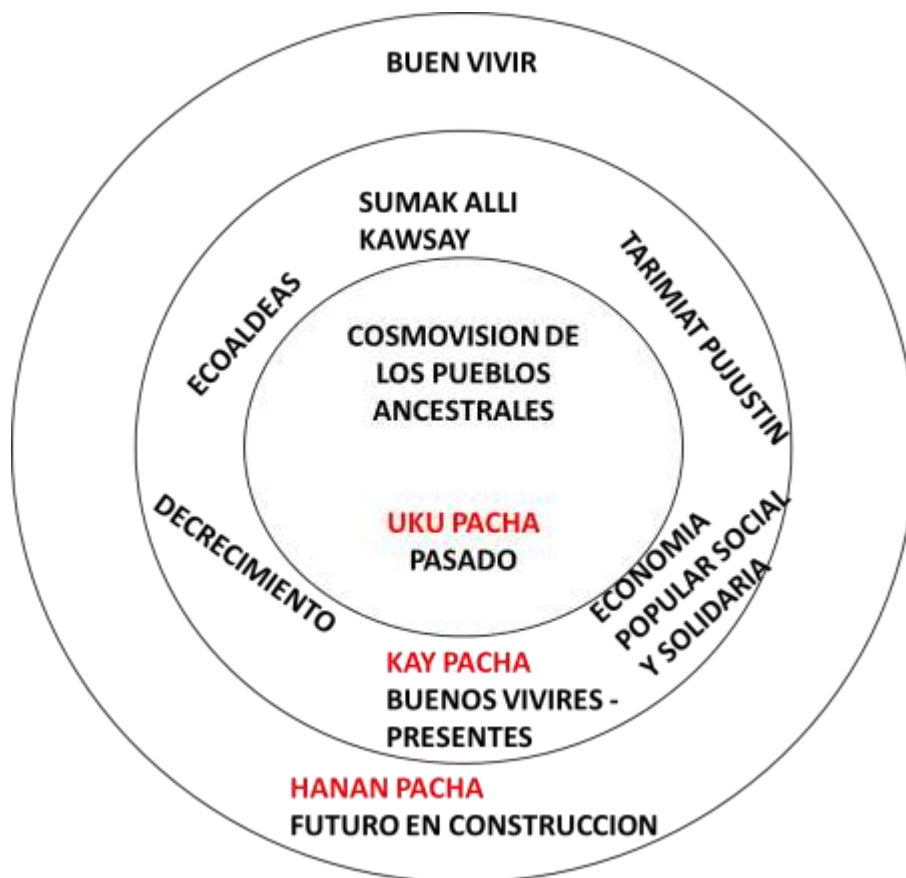 BUEN VIVIR
SUMAK ALLI
KAWSAY
ECOALDEAS
TARIMIAT PUJUSTIN
COSMOVISION DE
LOS PUEBLOS
ANCESTRALES
UKU PACHA
PASADO
DECRECIMIENTO
ECONOMIA
POPULAR SOCIAL
Y SOLIDARIA
KAY PACHA
BUENOS VIVIRES -
PRESENTES
HANAN PACHA
FUTURO EN CONSTRUCCION